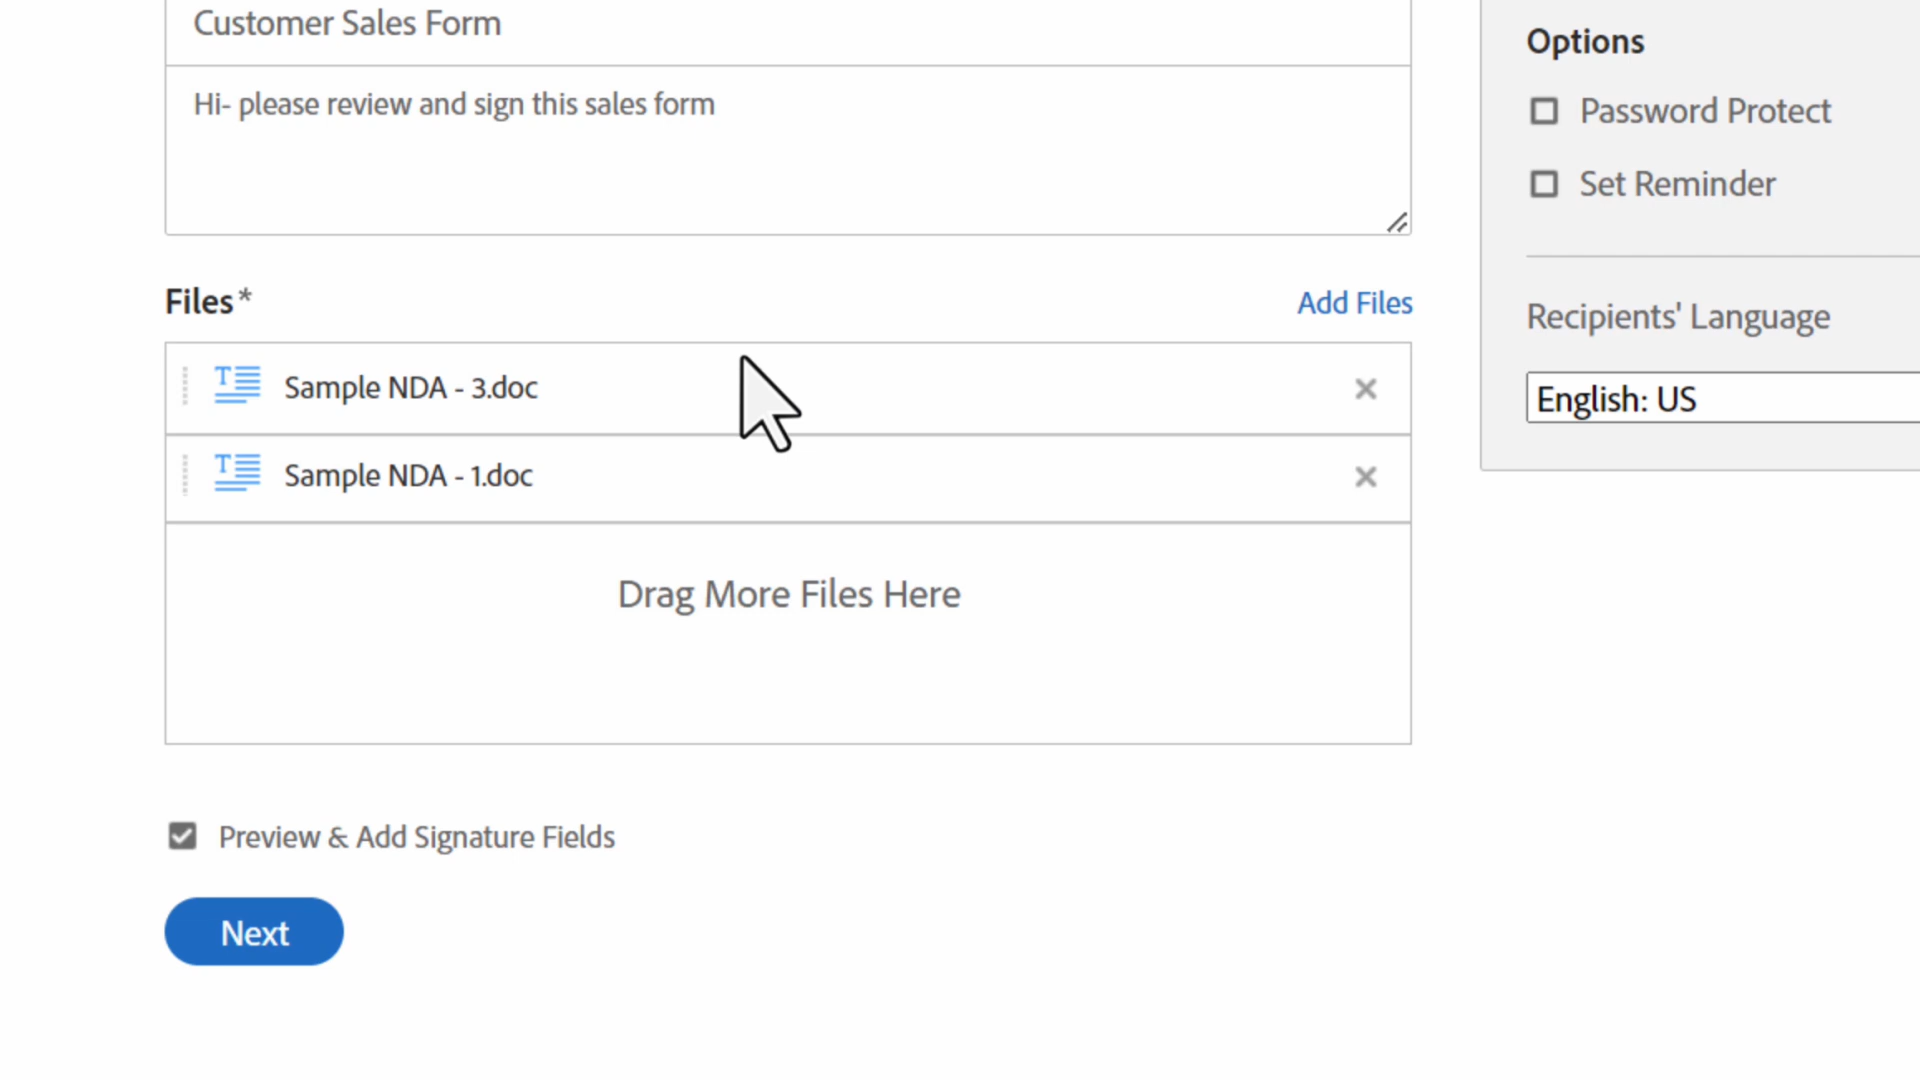 Customer Sales Form
Hi- please review and sign this sales form
Files*
Add Files
Sample NDA - 3.doc
Sample NDA - 1.doc
Drag More Files Here
Preview & Add Signature Fields
Next
Options
Password Protect
Set Reminder
Recipients' Language
English: US